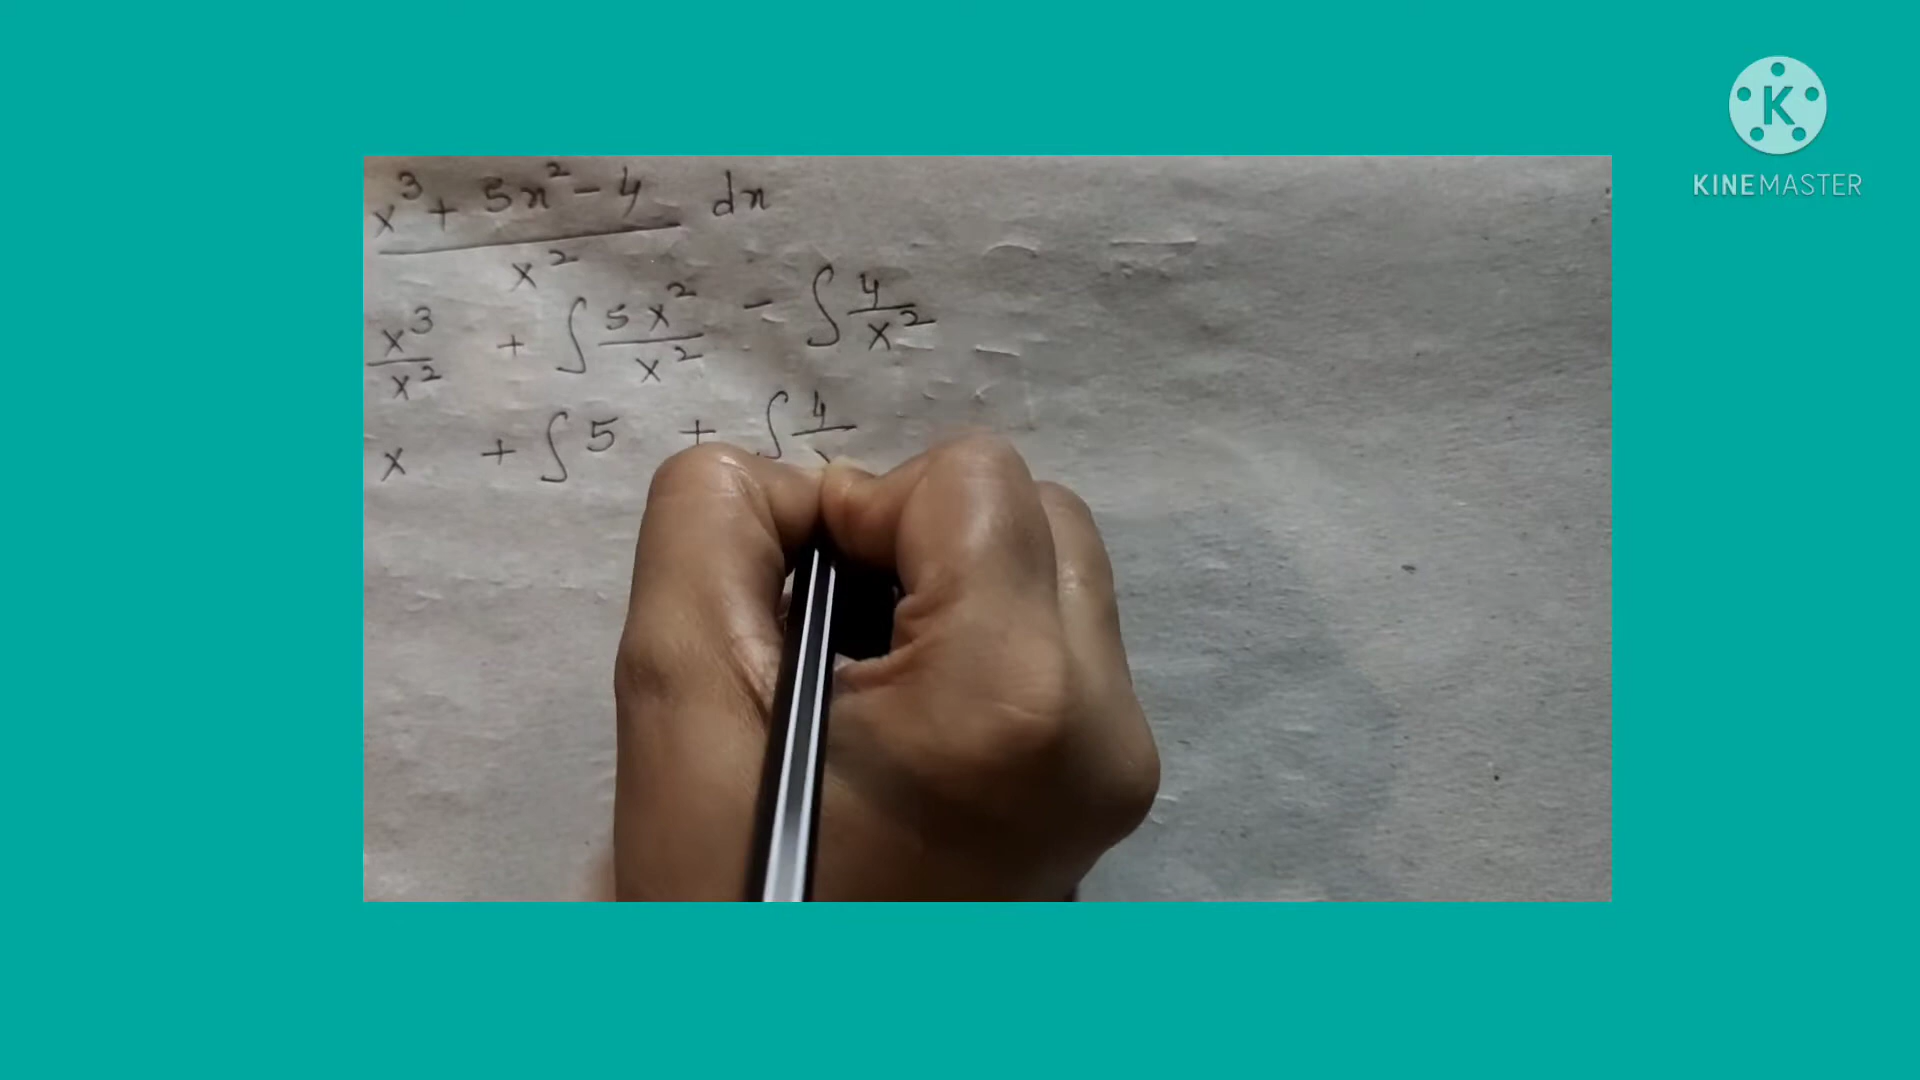 x³ + 5x² - 4 dx
x²
x³/x² + ∫ 5x²/x² - ∫ 4/x²
x + ∫ 5 + ∫ 4/
K
KINEMASTER